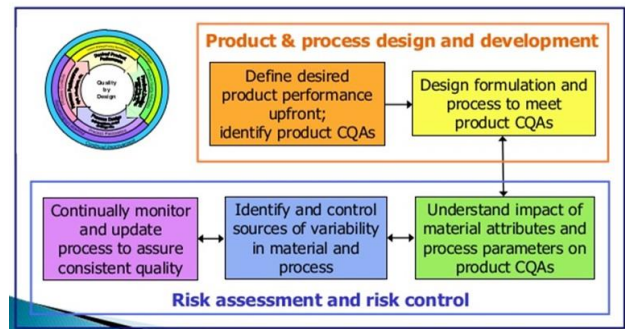 Product & process design and development
Quality
by
Design
Define desired
product performance
upfront;
identify product CQAs
Design formulation and
process to meet
product CQAs
Continually monitor
and update
process to assure
consistent quality
Identify and control
sources of variability
in material and
process
Understand impact of
material attributes and
process parameters on
product CQAs
Risk assessment and risk control